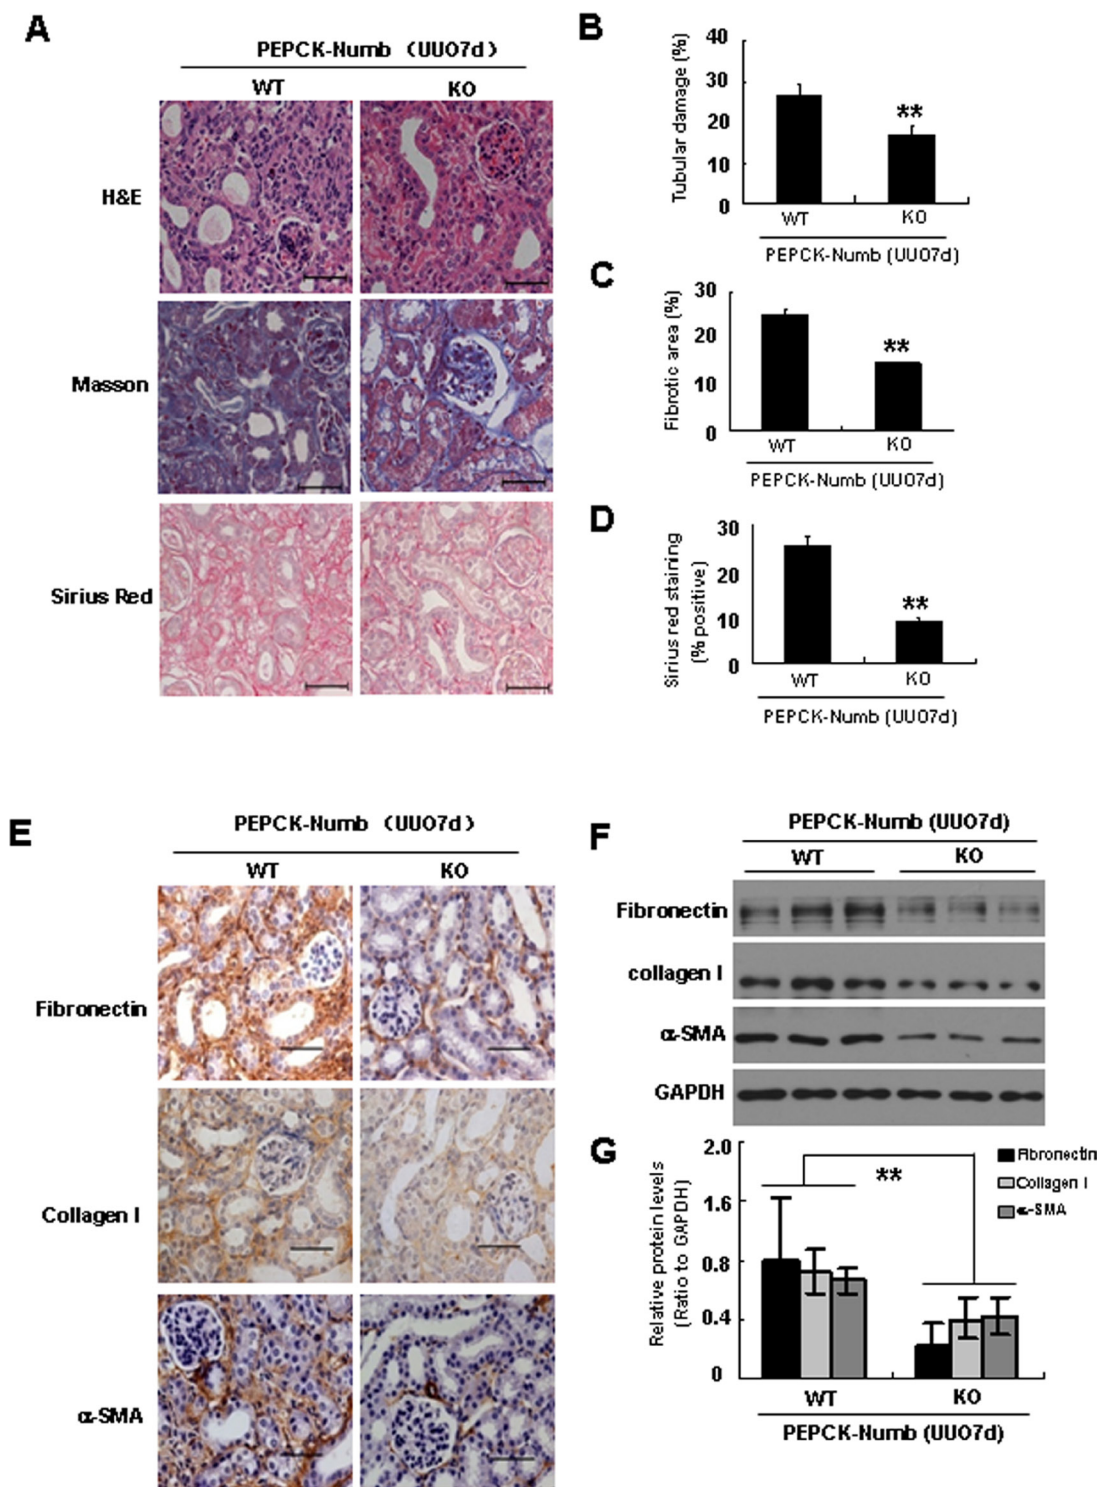 A
PEPCK-Numb (UUO7d)
WT KO
H&E
Masson
Sirius Red
B
Tubular damage (%)
40
30
20
10
0
**
WT KO
PEPCK-Numb (UUO7d)
C
Fibrotic area (%)
30
20
10
0
**
WT KO
PEPCK-Numb (UUO7d)
D
Sirius red staining
(% positive)
30
20
10
0
**
WT KO
PEPCK-Numb (UUO7d)
E
PEPCK-Numb (UUO7d)
WT KO
Fibronectin
Collagen I
α-SMA
F
PEPCK-Numb (UUO7d)
WT KO
Fibronectin
collagen I
α-SMA
GAPDH
G
Relative protein levels
(Ratio to GAPDH)
2.0
1.6
0.8
0.4
0
**
Fibronectin
Collagen I
α-SMA
WT KO
PEPCK-Numb (UUO7d)